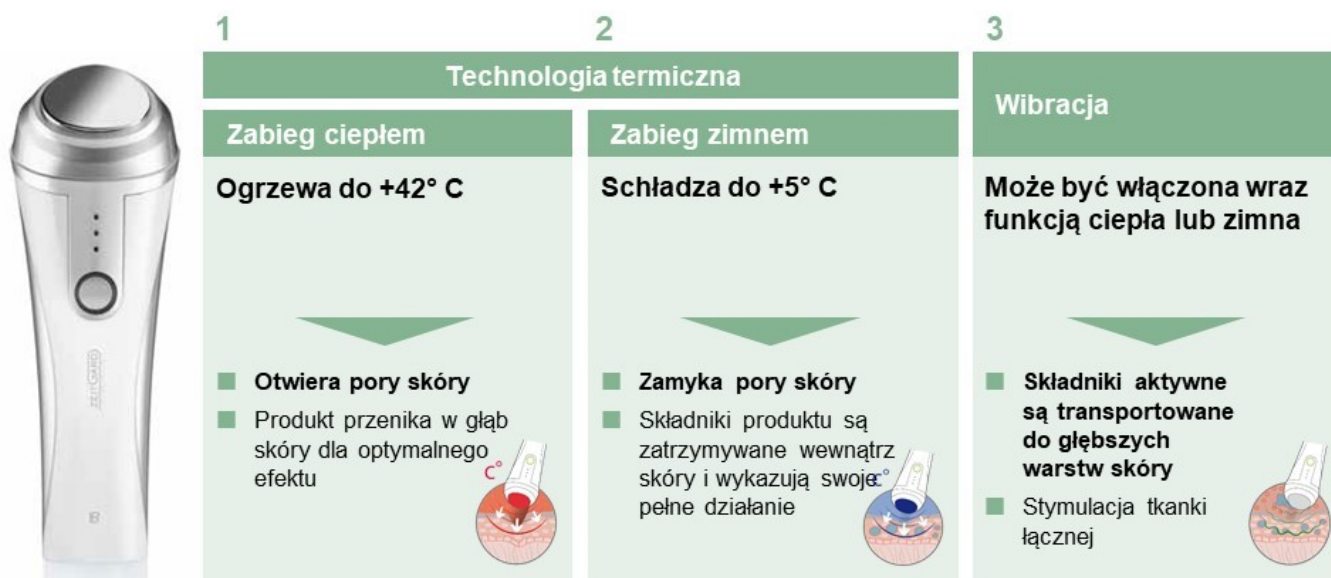 1
2
3
Technologia termiczna
Wibracja
Zabieg ciepłem
Zabieg zimnem
Ogrzewa do +42° C
Schładza do +5° C
Może być włączona wraz
funkcją ciepła lub zimna
Otwiera pory skóry
Produkt przenika w głąb
skóry dla optymalnego
efektu
C°
Zamyka pory skóry
Składniki produktu są
zatrzymywane wewnątrz
skóry i wykazują swoje
pełne działanie
C°
Składniki aktywne
są transportowane
do głębszych
warstw skóry
Stymulacja tkanki
łącznej
ZEITGARD